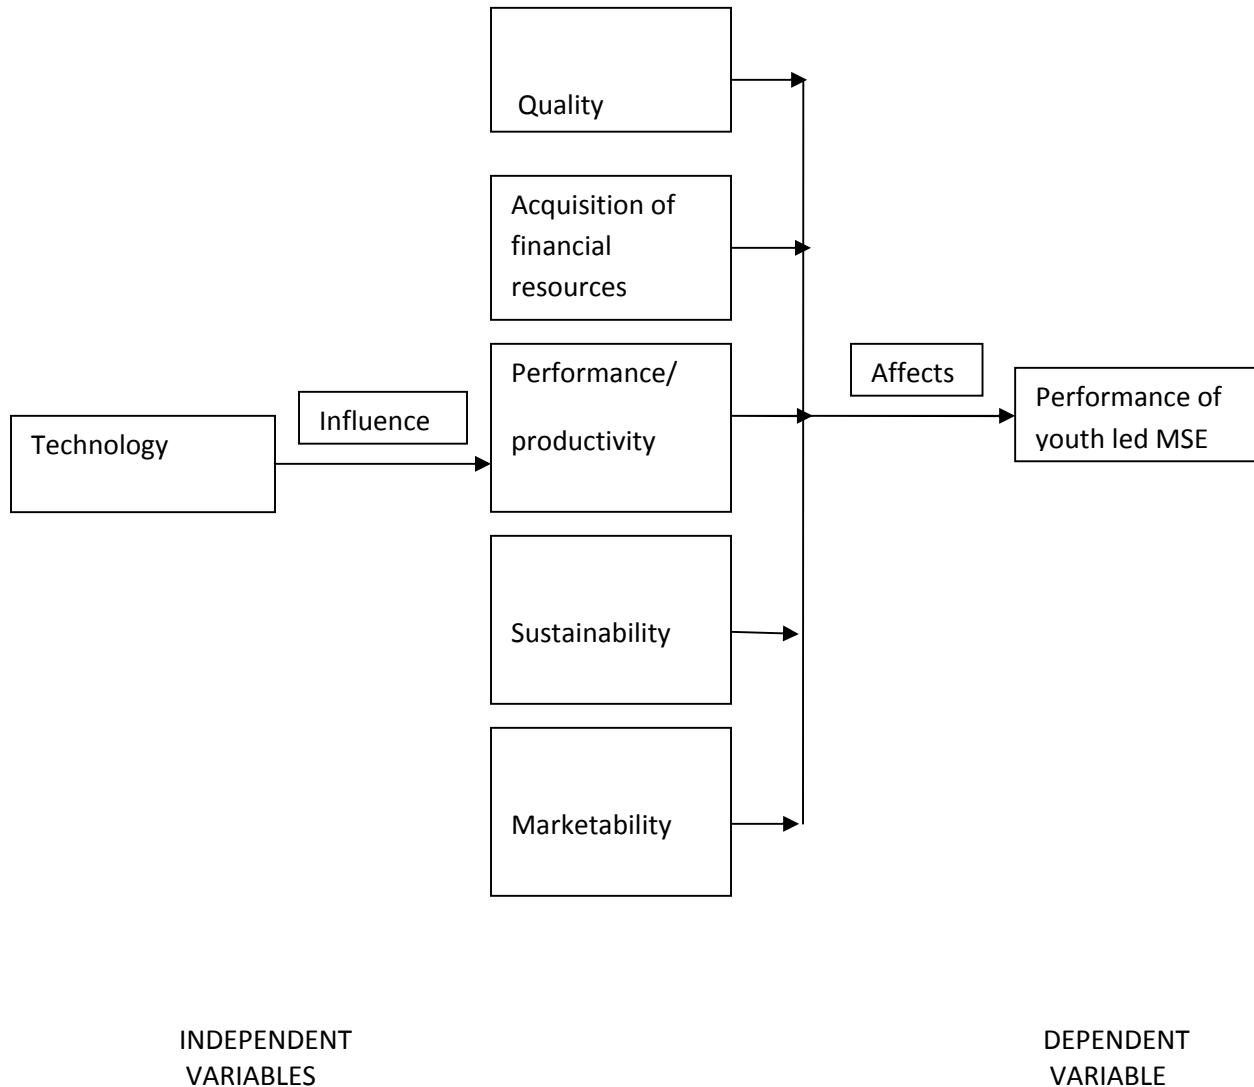 Quality
Acquisition of
financial
resources
Performance/
productivity
Affects
Influence
Technology
Performance of
youth led MSE
Sustainability
Marketability
INDEPENDENT
VARIABLES
DEPENDENT
VARIABLE